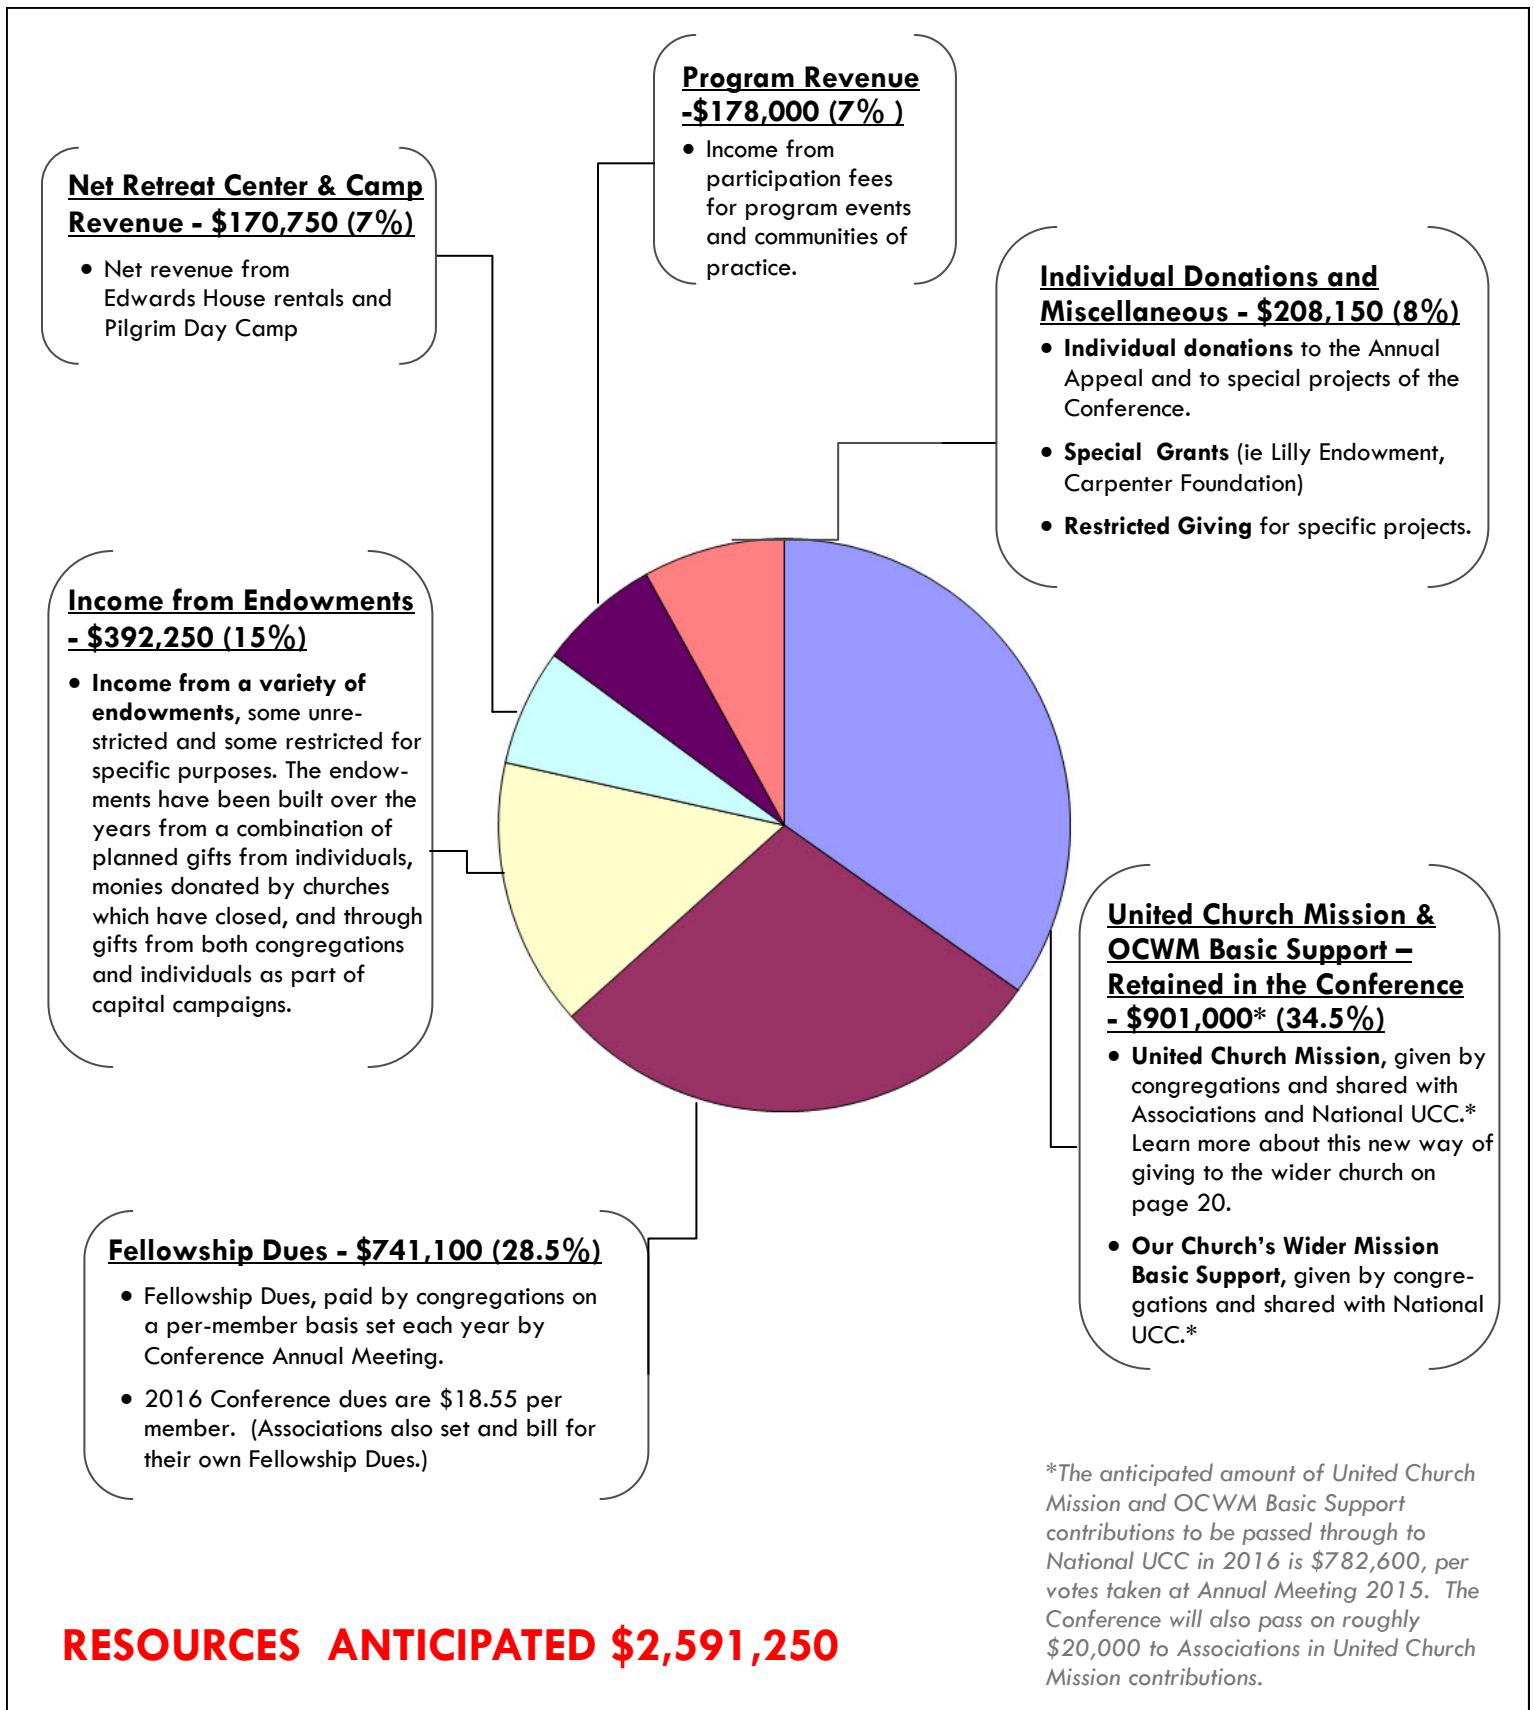 Program Revenue
-$178,000 (7% )
• Income from
participation fees
for program events
and communities of
practice.
Net Retreat Center & Camp
Revenue - $170,750 (7%)
• Net revenue from
Edwards House rentals and
Pilgrim Day Camp
Individual Donations and
Miscellaneous - $208,150 (8%)
• Individual donations to the Annual
Appeal and to special projects of the
Conference.
• Special  Grants (ie Lilly Endowment,
Carpenter Foundation)
• Restricted Giving for specific projects.
Income from Endowments
- $392,250 (15%)
• Income from a variety of
endowments, some unre-
stricted and some restricted for
specific purposes. The endow-
ments have been built over the
years from a combination of
planned gifts from individuals,
monies donated by churches
which have closed, and through
gifts from both congregations
and individuals as part of
capital campaigns.
United Church Mission &
OCWM Basic Support –
Retained in the Conference
- $901,000* (34.5%)
• United Church Mission, given by
congregations and shared with
Associations and National UCC.*
Learn more about this new way of
giving to the wider church on
page 20.
• Our Church’s Wider Mission
Basic Support, given by congre-
gations and shared with National
UCC.*
Fellowship Dues - $741,100 (28.5%)
• Fellowship Dues, paid by congregations on
a per-member basis set each year by
Conference Annual Meeting.
• 2016 Conference dues are $18.55 per
member.  (Associations also set and bill for
their own Fellowship Dues.)
*The anticipated amount of United Church
Mission and OCWM Basic Support
contributions to be passed through to
National UCC in 2016 is $782,600, per
votes taken at Annual Meeting 2015.  The
Conference will also pass on roughly
$20,000 to Associations in United Church
Mission contributions.
RESOURCES  ANTICIPATED $2,591,250